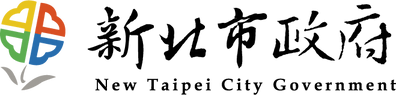 新北市政府
New Taipei City Government